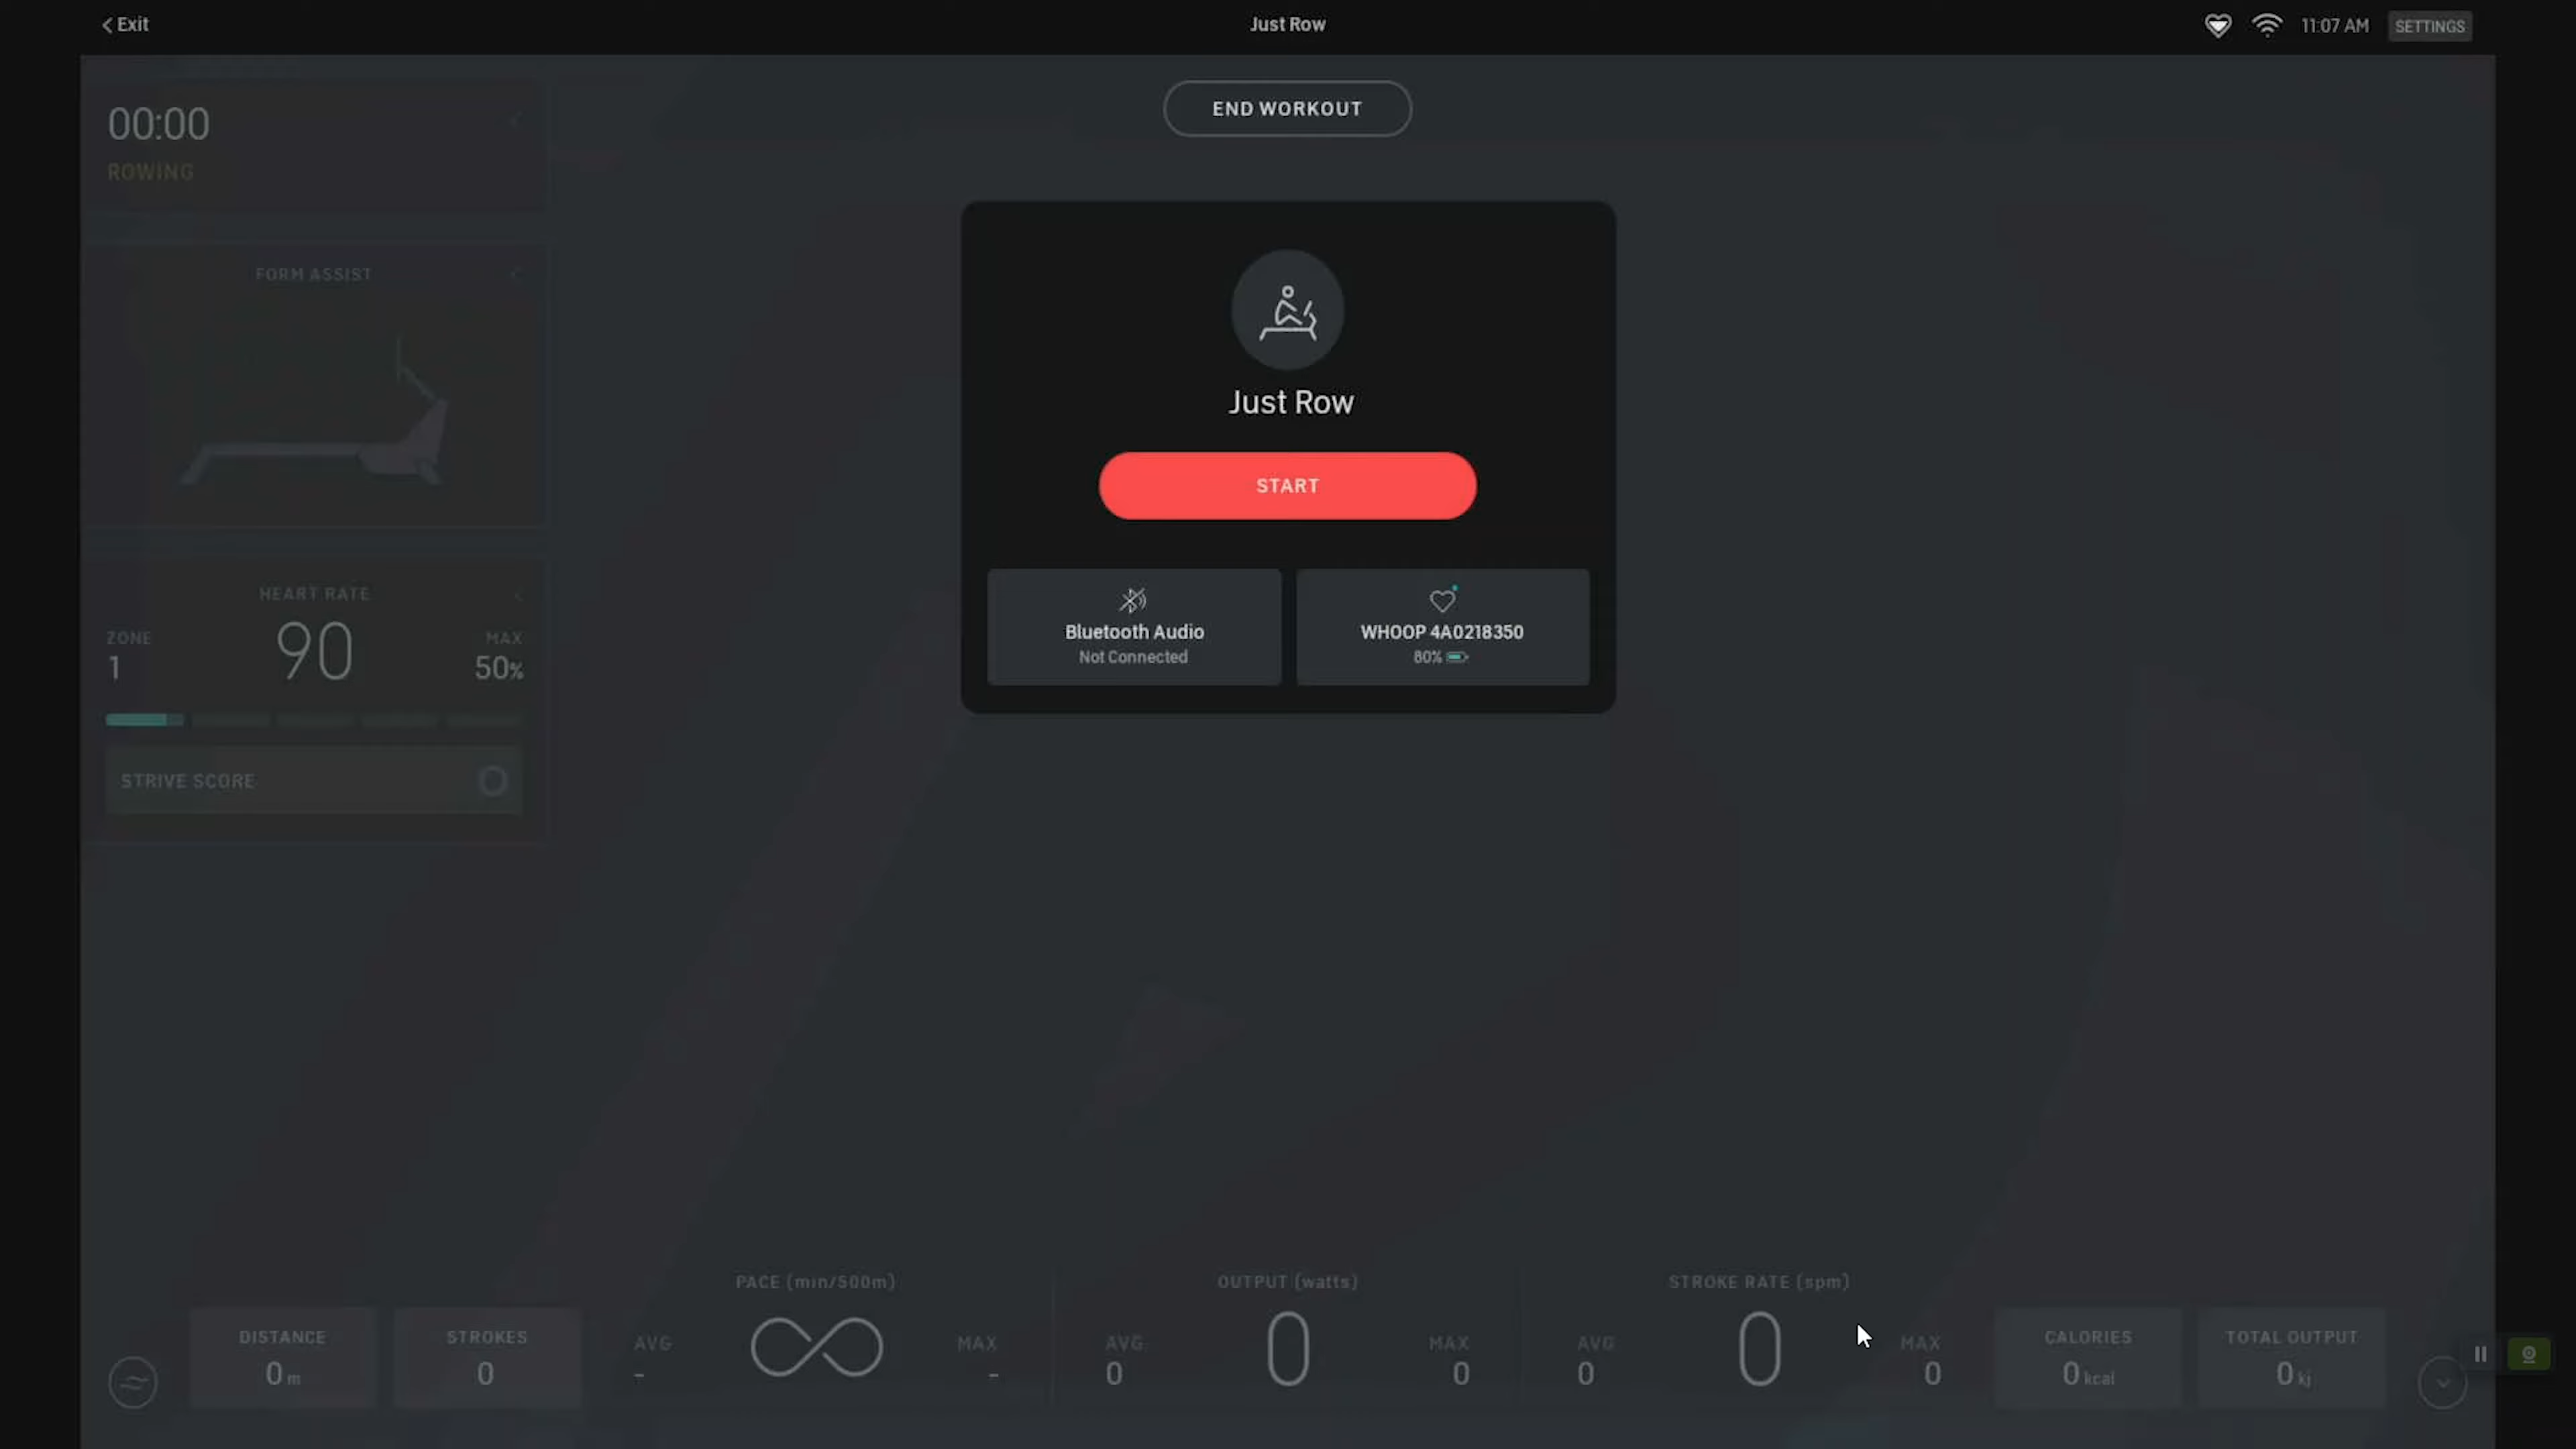 Exit
Just Row
11:07 AM
SETTINGS
00:00
ROWING
END WORKOUT
FORM ASSIST
Just Row
START
Bluetooth Audio
Not Connected
WHOOP 4A0218350
80%
HEART RATE
ZONE
1
90
MAX
50%
STRIVE SCORE
0
DISTANCE
0 m
STROKES
0
PACE (min/500m)
AVG
-
∞
MAX
-
OUTPUT (watts)
AVG
0
0
MAX
0
STROKE RATE (spm)
AVG
0
0
MAX
0
CALORIES
0 kcal
TOTAL OUTPUT
0 kj